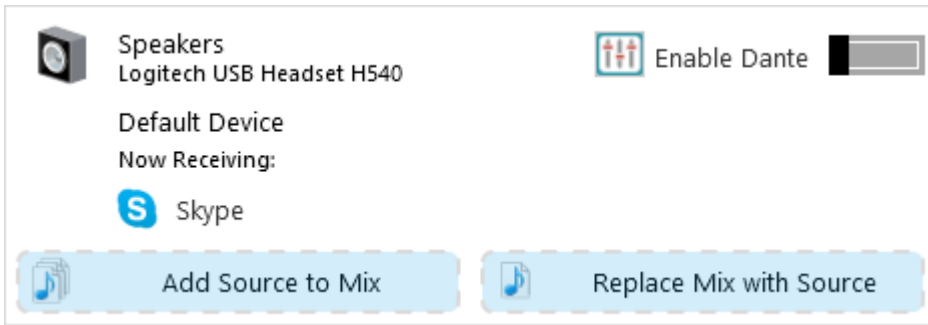 Speakers
Logitech USB Headset H540
Enable Dante
Default Device
Now Receiving:
S Skype
Add Source to Mix
Replace Mix with Source